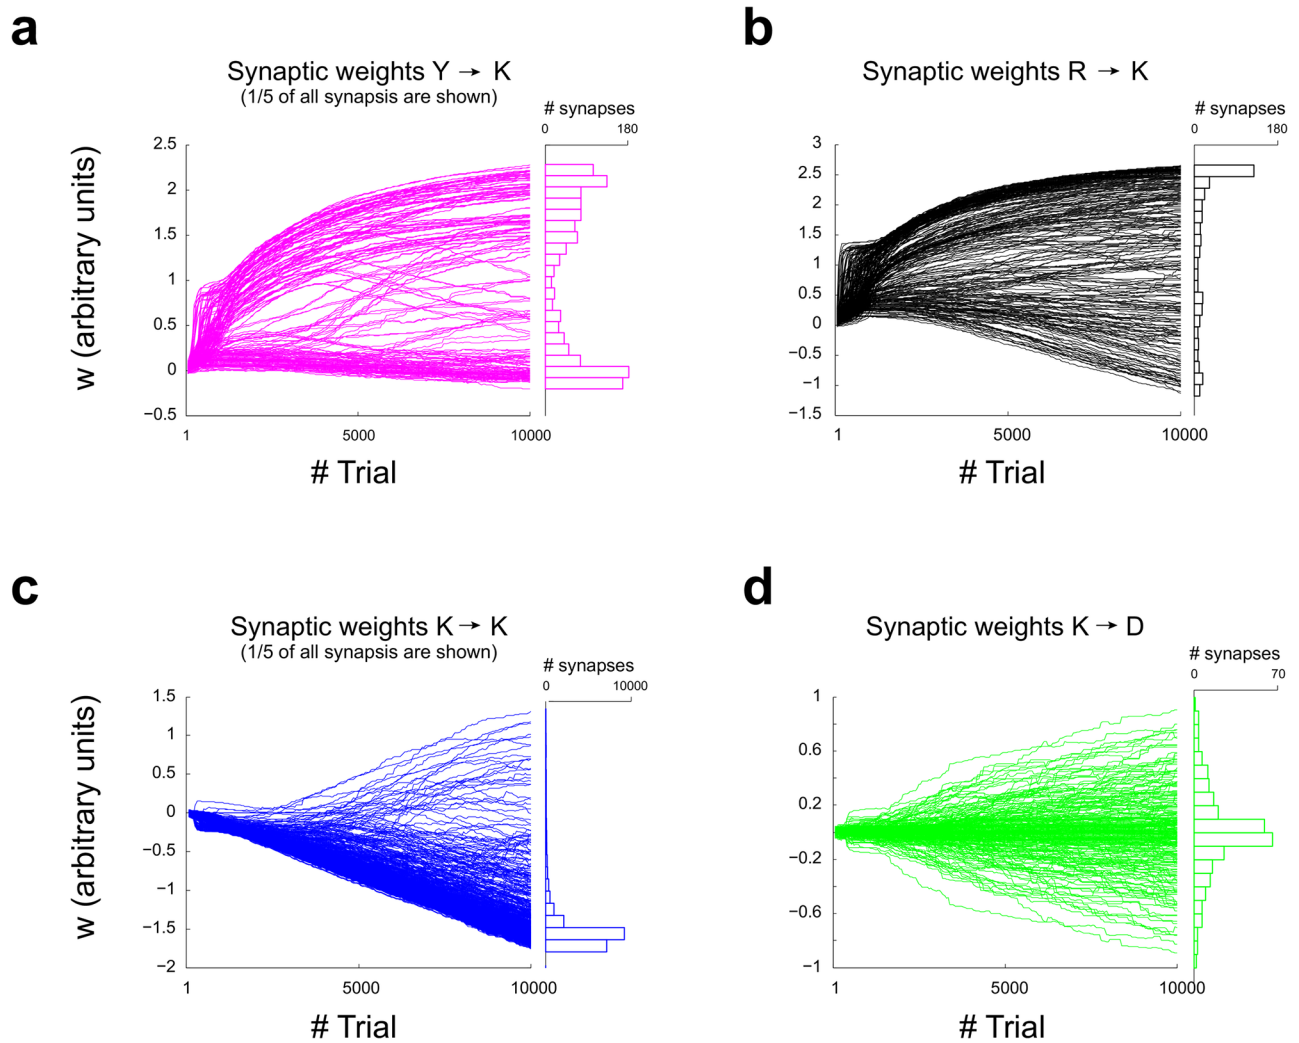 a
Synaptic weights Y → K
(1/5 of all synapsis are shown)
# synapses
0 180
w (arbitrary units)
2.5
2
1.5
1
0.5
0
−0.5
1 5000 10000
# Trial
b
Synaptic weights R → K
# synapses
0 180
3
2.5
2
1.5
1
0.5
0
−0.5
−1
−1.5
1 5000 10000
# Trial
c
Synaptic weights K → K
(1/5 of all synapsis are shown)
# synapses
0 10000
w (arbitrary units)
1.5
1
0.5
0
−0.5
−1
−1.5
−2
1 5000 10000
# Trial
d
Synaptic weights K → D
# synapses
0 70
1
0.6
0.2
−0.2
−0.6
−1
1 5000 10000
# Trial